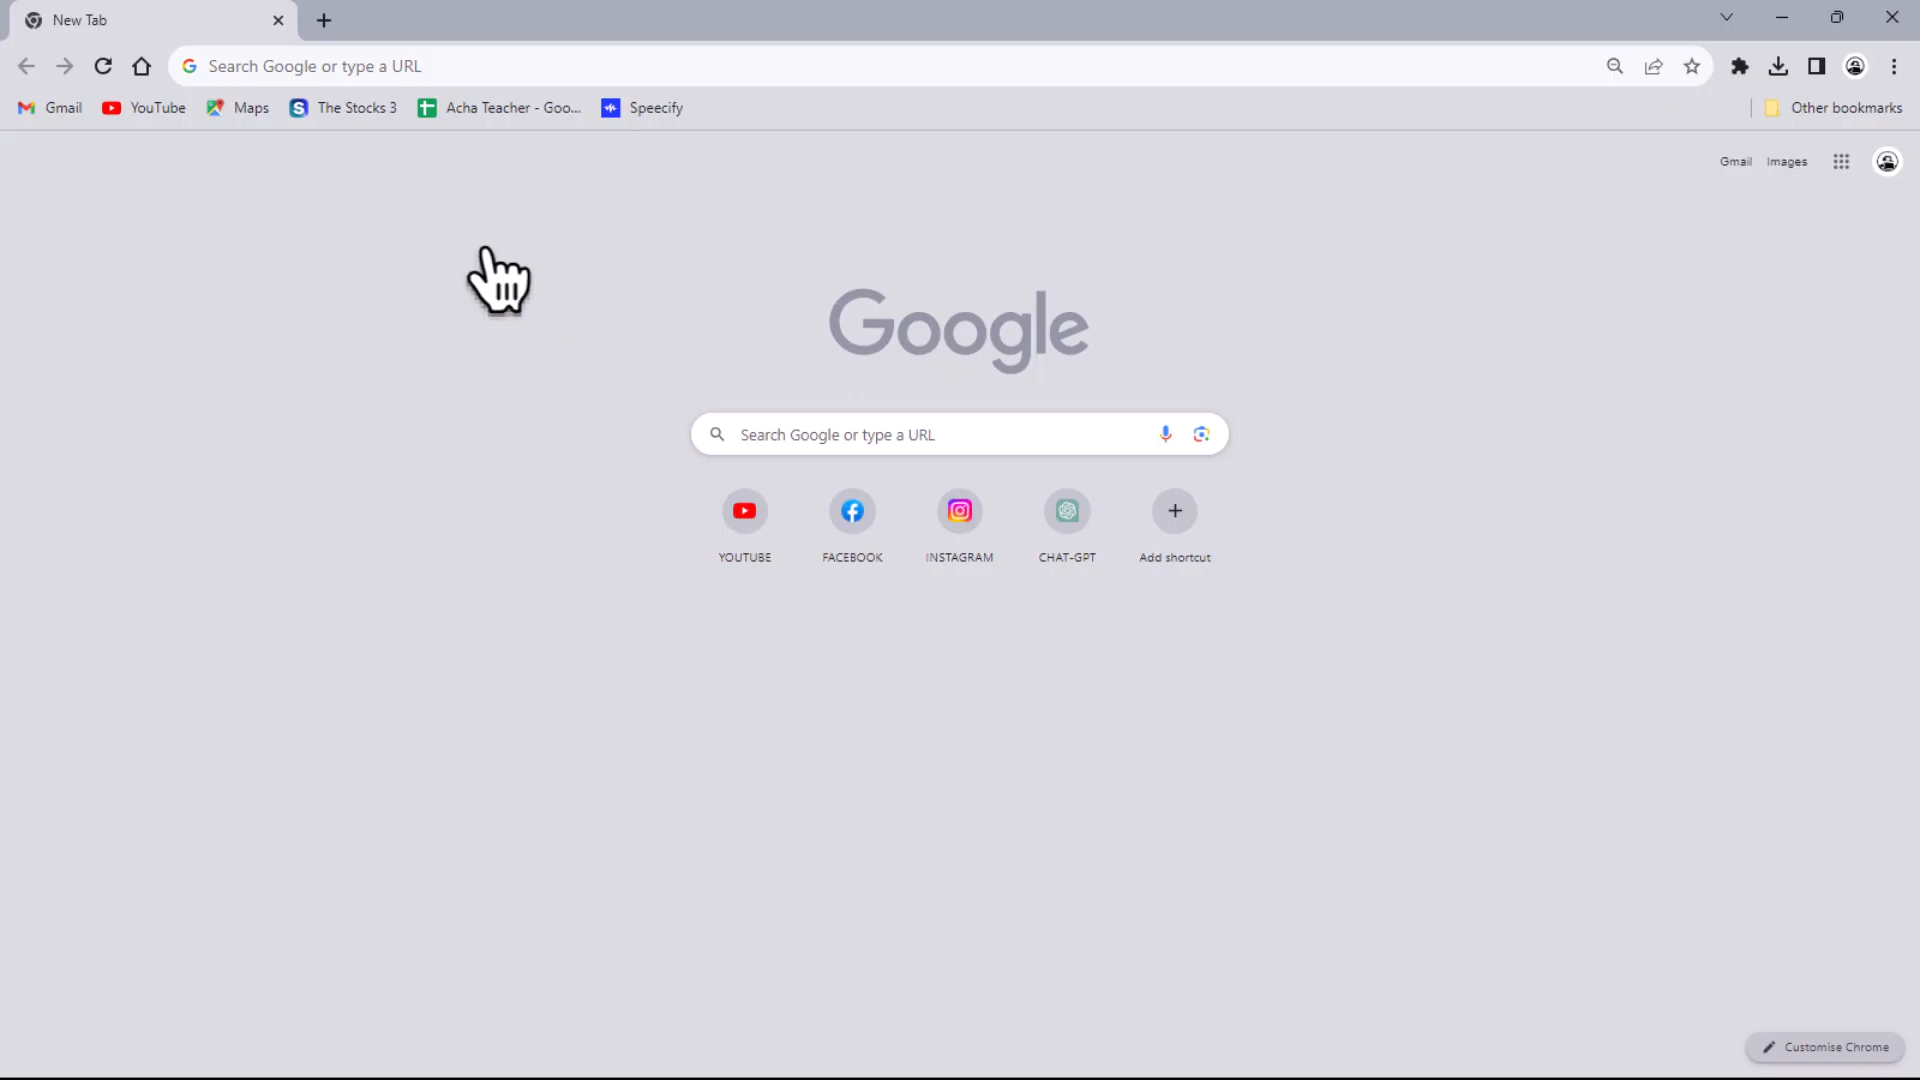 New Tab
Search Google or type a URL
Gmail YouTube Maps The Stocks 3 Acha Teacher - Goo... Speecify Other bookmarks
Gmail Images
Google
Search Google or type a URL
YOUTUBE FACEBOOK INSTAGRAM CHAT-GPT Add shortcut
Customise Chrome